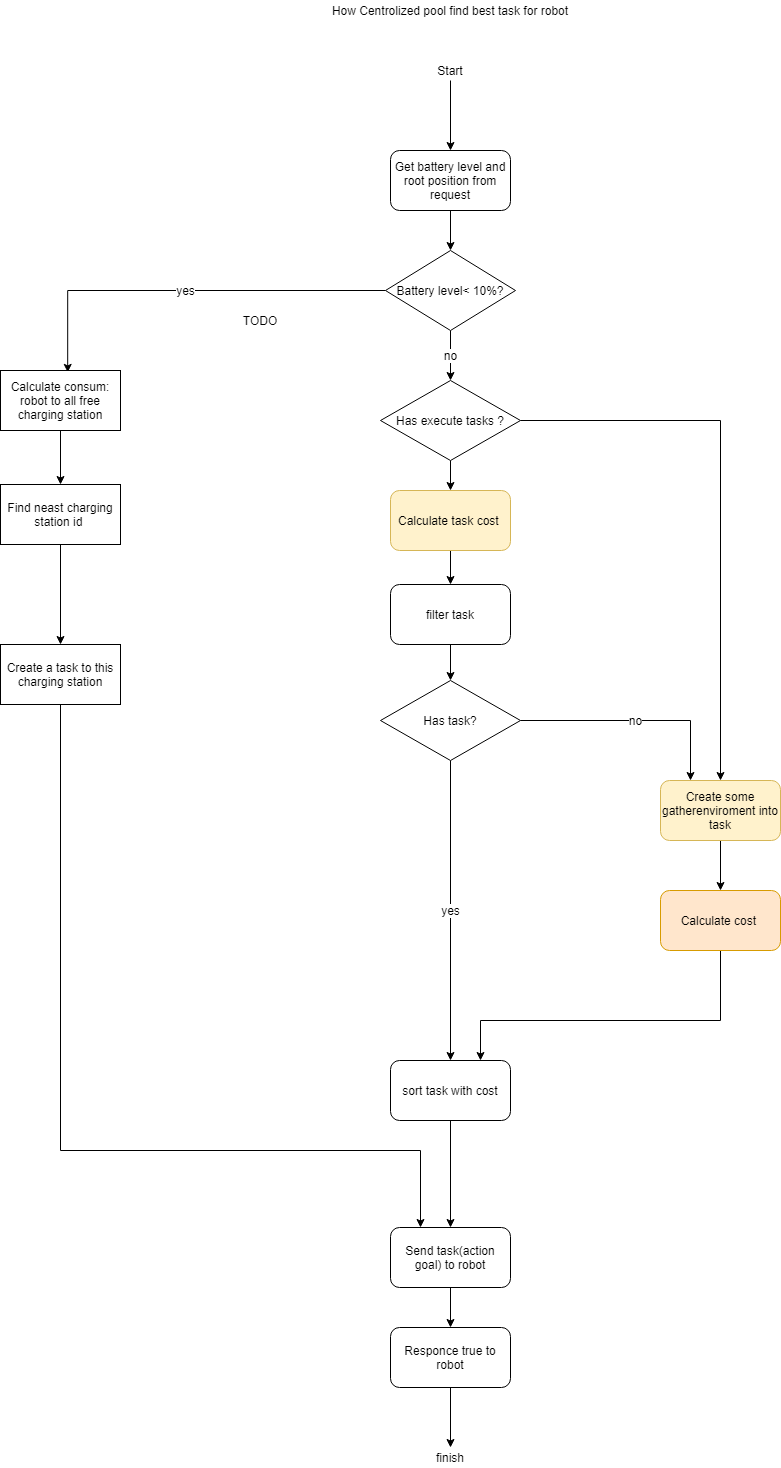 How Centrolized pool find best task for robot
Start
Get battery level and
root position from
request
Battery level< 10%?
yes
TODO
no
Calculate consum:
robot to all free
charging station
Has execute tasks ?
Find neast charging
station id
Calculate task cost
filter task
Create a task to this
charging station
Has task?
no
Create some
gatherenviroment into
task
yes
Calculate cost
sort task with cost
Send task(action
goal) to robot
Responce true to
robot
finish